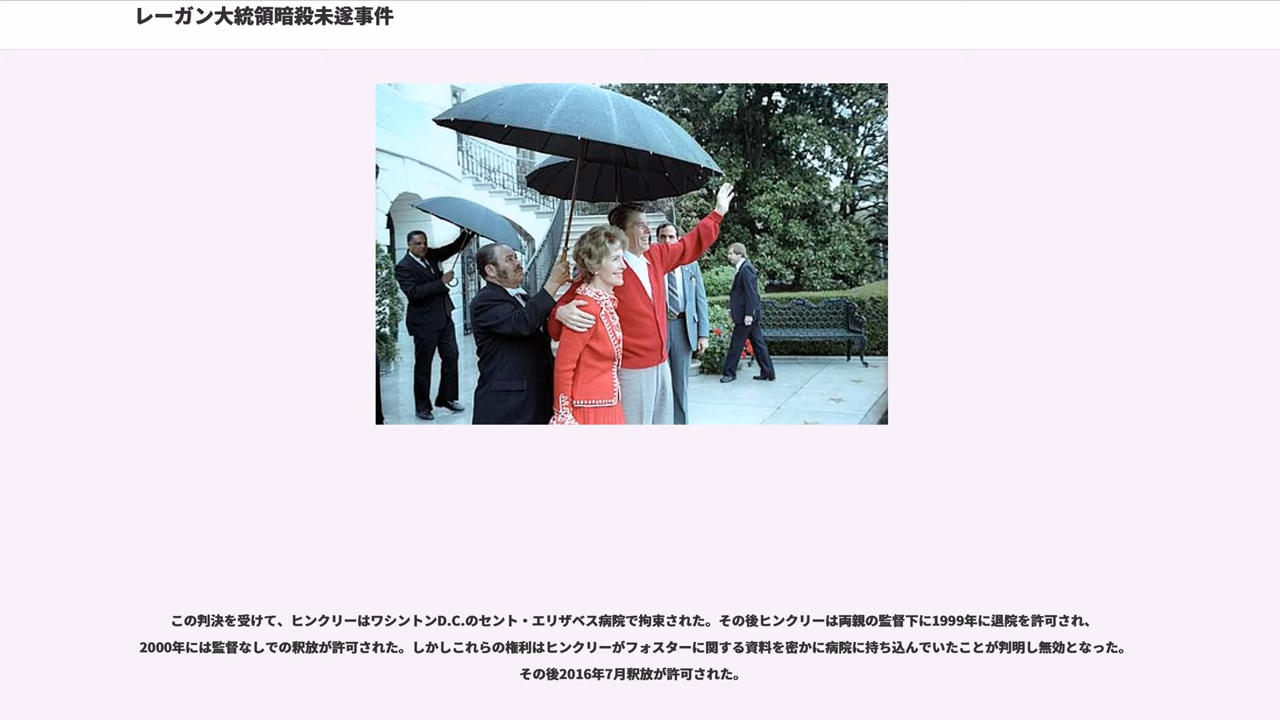 レーガン大統領暗殺未遂事件
この判決を受けて、ヒンクリーはワシントンD.C.のセント・エリザベス病院で拘束された。その後ヒンクリーは両親の監督下に1999年に退院を許可され、
2000年には監督なしでの釈放が許可された。しかしこれらの権利はヒンクリーがフォスターに関する資料を密かに病院に持ち込んでいたことが判明し無効となった。
その後2016年7月釈放が許可された。